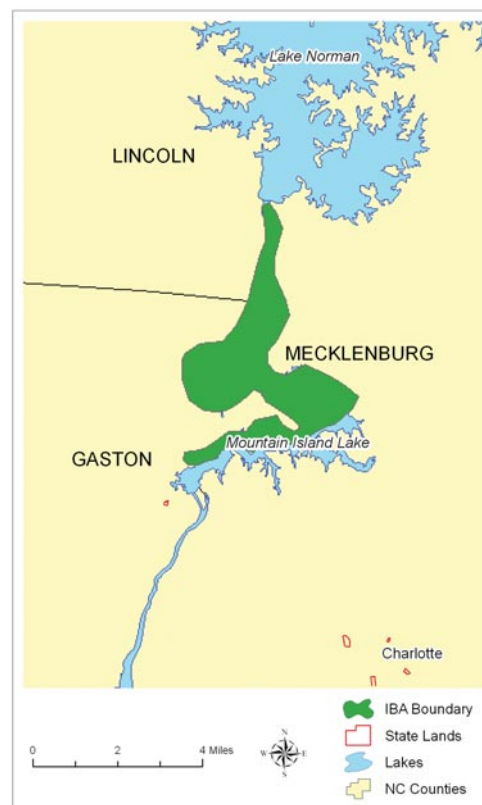 Lake Norman
LINCOLN
MECKLENBURG
Mountain Island Lake
GASTON
Charlotte
IBA Boundary
State Lands
Lakes
NC Counties
0 2 4 Miles
N
W E
S